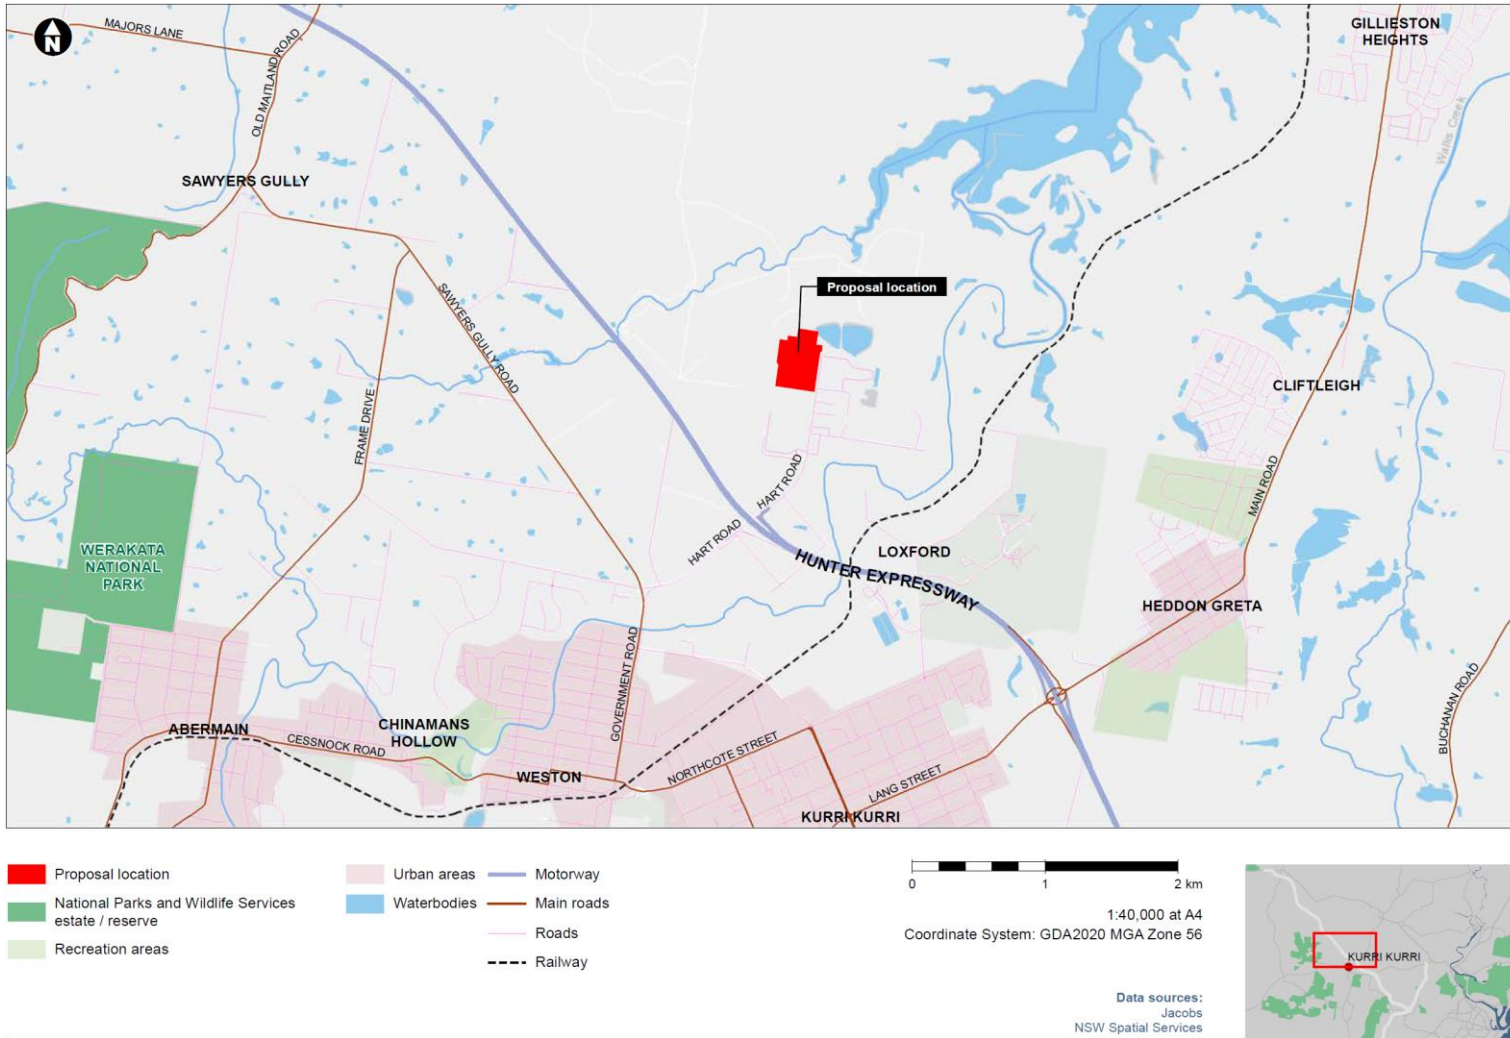 N
MAJORS LANE
OLD MAITLAND ROAD
GILLIESTON
HEIGHTS
Wallis Creek
SAWYERS GULLY
Proposal location
SAWYERS GULLY ROAD
CLIFTLEIGH
FRAME DRIVE
HART ROAD
MAIN ROAD
HART ROAD
LOXFORD
WERAKATA
NATIONAL
PARK
HUNTER EXPRESSWAY
HEDDON GRETA
GOVERNMENT ROAD
BUCHANAN ROAD
ABERMAIN
CHINAMANS
HOLLOW
CESSNOCK ROAD
NORTHCOTE STREET
WESTON
LANG STREET
KURRI KURRI
Proposal location
National Parks and Wildlife Services
estate / reserve
Recreation areas
Urban areas
Waterbodies
Motorway
Main roads
Roads
Railway
0 1 2 km
1:40,000 at A4
Coordinate System: GDA2020 MGA Zone 56
Data sources:
Jacobs
NSW Spatial Services
KURRI KURRI